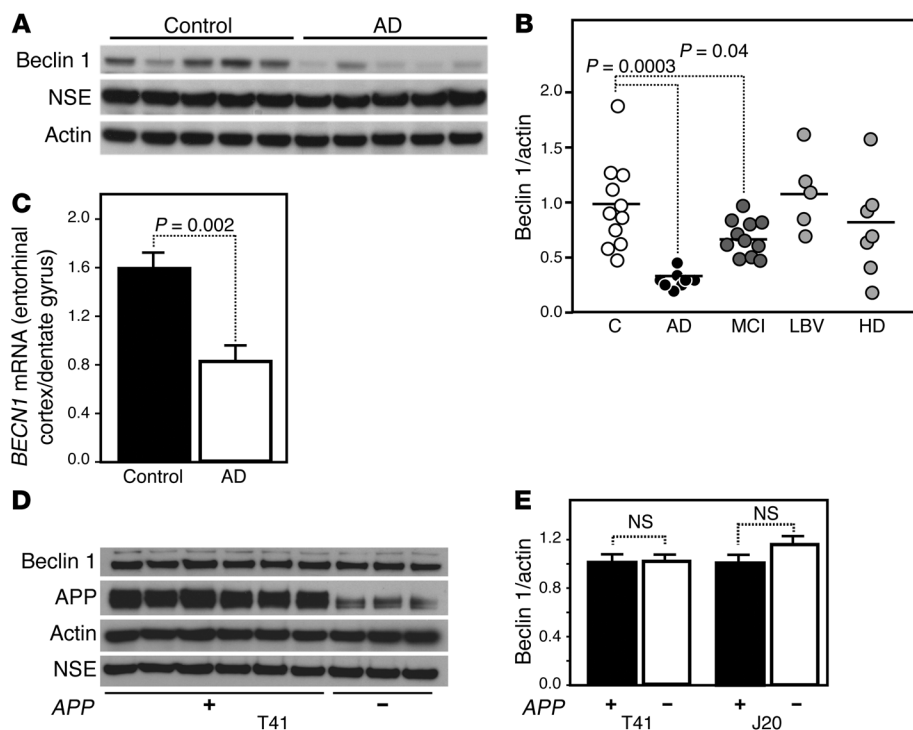 A
Control AD
Beclin 1
NSE
Actin
B
P = 0.04
P = 0.0003
Beclin 1/actin
2.0
1.5
1.0
0.5
0.0
C AD MCI LBV HD
C
BECN1 mRNA (entorhinal
cortex/dentate gyrus)
2.0
1.6
1.2
0.8
0.4
0.0
P = 0.002
Control AD
D
Beclin 1
APP
Actin
NSE
APP + −
T41
E
Beclin 1/actin
1.2
0.8
0.4
0.0
NS NS
APP + − + −
T41 J20